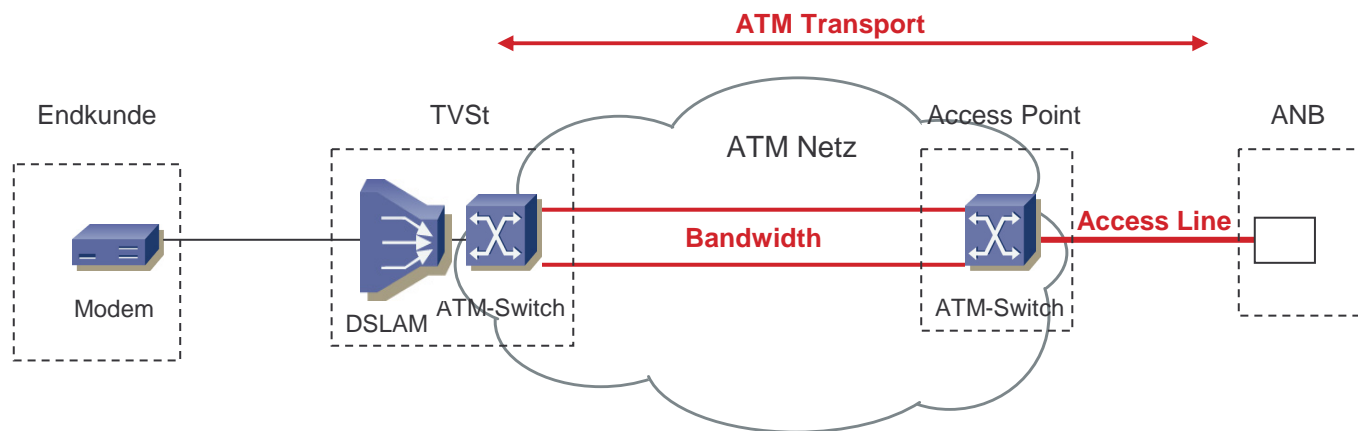 ATM Transport
Endkunde
TVSt
Access Point
ANB
ATM Netz
Access Line
Bandwidth
Modem
DSLAM
ATM-Switch
ATM-Switch